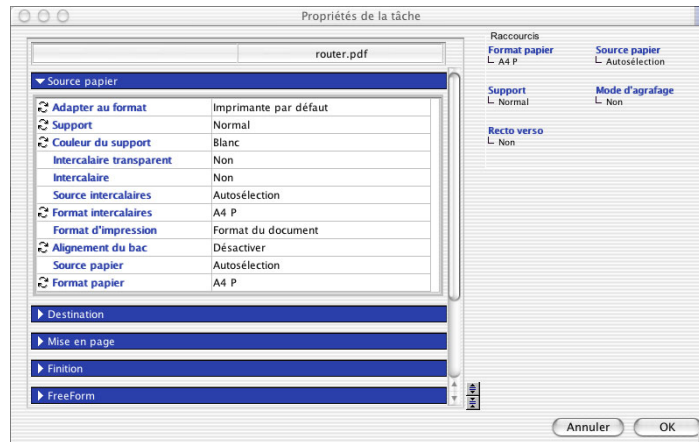 Propriétés de la tâche
router.pdf
Source papier
Adapter au format Imprimante par défaut
Support Normal
Couleur du support Blanc
Intercalaire transparent Non
Intercalaire Non
Source intercalaires Autosélection
Format intercalaires A4 P
Format d'impression Format du document
Alignement du bac Désactiver
Source papier Autosélection
Format papier A4 P
Destination
Mise en page
Finition
FreeForm
Raccourcis
Format papier Source papier
A4 P Autosélection
Support Mode d'agrafage
Normal Non
Recto verso
Non
Annuler OK